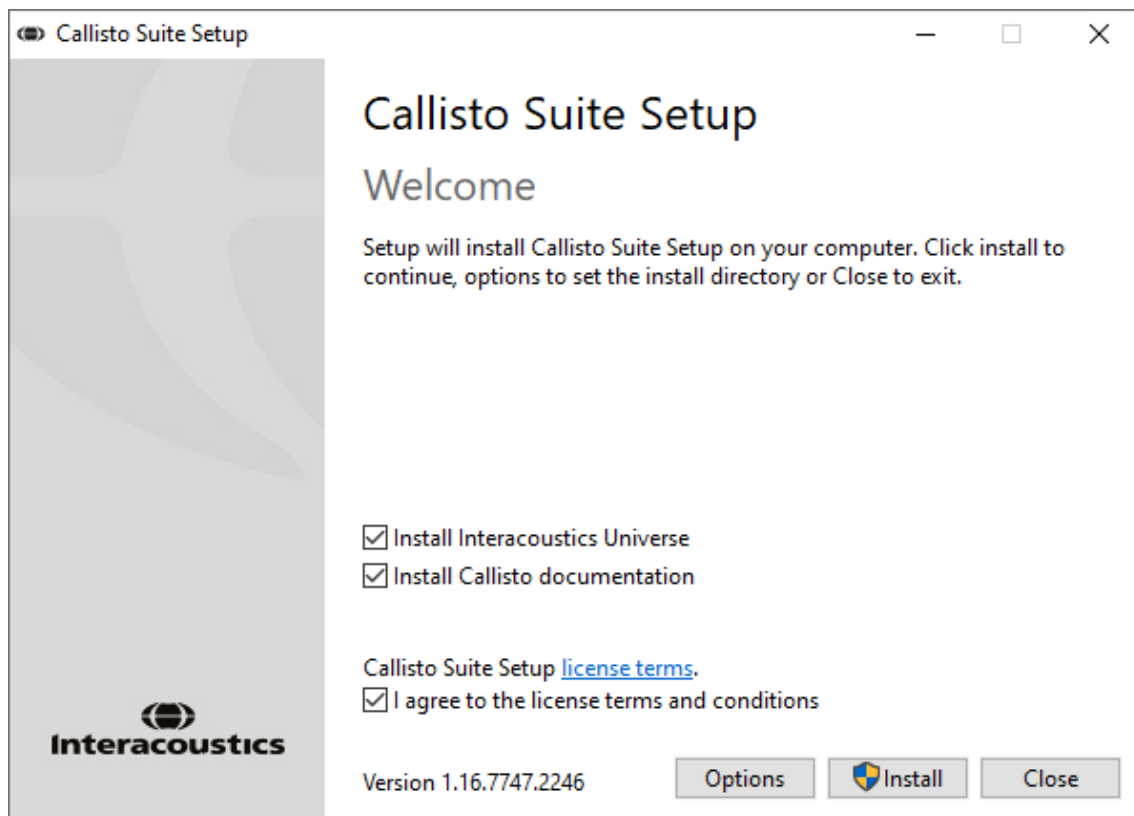 Callisto Suite Setup
Callisto Suite Setup
Welcome
Setup will install Callisto Suite Setup on your computer. Click install to
continue, options to set the install directory or Close to exit.
Install Interacoustics Universe
Install Callisto documentation
Callisto Suite Setup license terms.
I agree to the license terms and conditions
Interacoustics
Version 1.16.7747.2246
Options
Install
Close